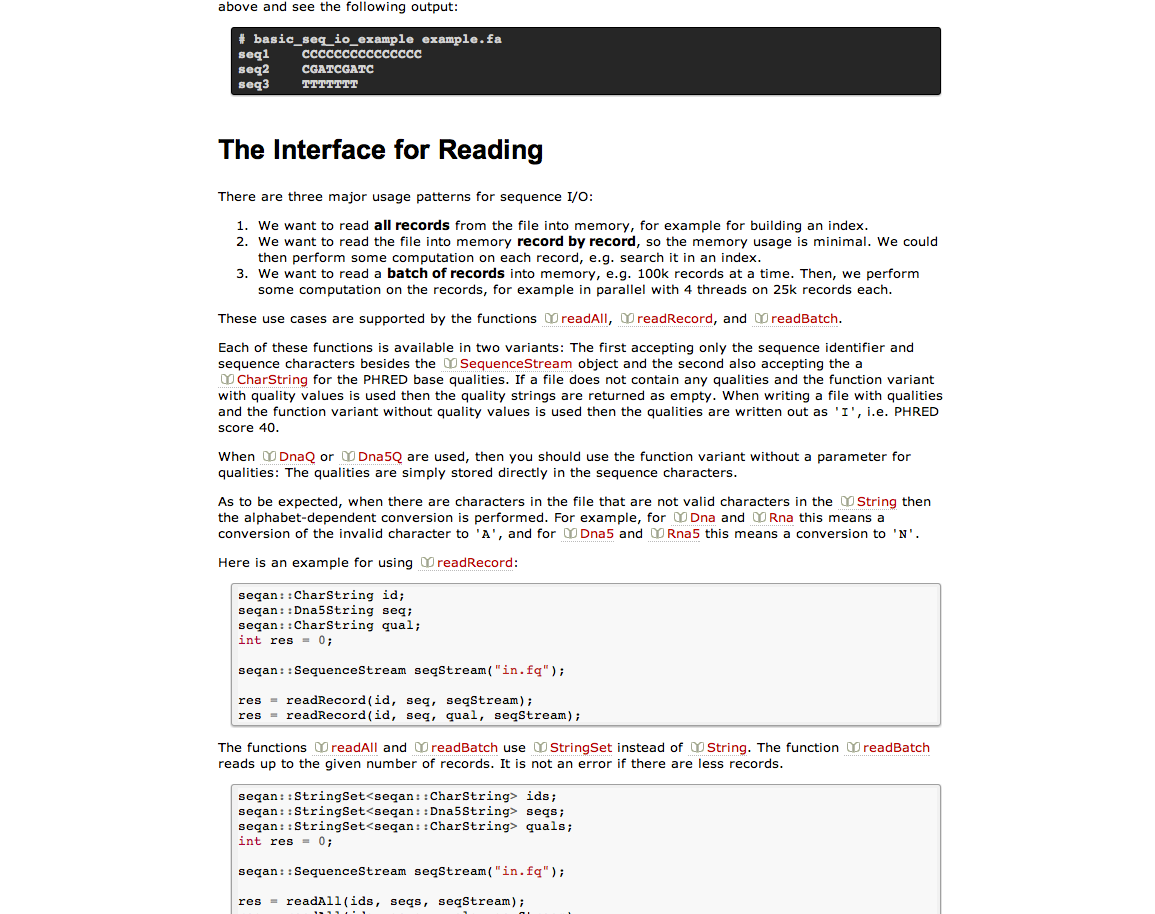 above and see the following output:
# basic_seq_io_example example.fa
seq1    CCCCCCCCCCCCCCC
seq2    CGATCGATC
seq3    TTTTTTT
The Interface for Reading
There are three major usage patterns for sequence I/O:
1. We want to read all records from the file into memory, for example for building an index.
2. We want to read the file into memory record by record, so the memory usage is minimal. We could
then perform some computation on each record, e.g. search it in an index.
3. We want to read a batch of records into memory, e.g. 100k records at a time. Then, we perform
some computation on the records, for example in parallel with 4 threads on 25k records each.
These use cases are supported by the functions readAll, readRecord, and readBatch.
Each of these functions is available in two variants: The first accepting only the sequence identifier and
sequence characters besides the SequenceStream object and the second also accepting the a
CharString for the PHRED base qualities. If a file does not contain any qualities and the function variant
with quality values is used then the quality strings are returned as empty. When writing a file with qualities
and the function variant without quality values is used then the qualities are written out as 'I', i.e. PHRED
score 40.
When DnaQ or Dna5Q are used, then you should use the function variant without a parameter for
qualities: The qualities are simply stored directly in the sequence characters.
As to be expected, when there are characters in the file that are not valid characters in the String then
the alphabet-dependent conversion is performed. For example, for Dna and Rna this means a
conversion of the invalid character to 'A', and for Dna5 and Rna5 this means a conversion to 'N'.
Here is an example for using readRecord:
seqan::CharString id;
seqan::Dna5String seq;
seqan::CharString qual;
int res = 0;
seqan::SequenceStream seqStream("in.fq");
res = readRecord(id, seq, seqStream);
res = readRecord(id, seq, qual, seqStream);
The functions readAll and readBatch use StringSet instead of String. The function readBatch
reads up to the given number of records. It is not an error if there are less records.
seqan::StringSet<seqan::CharString> ids;
seqan::StringSet<seqan::Dna5String> seqs;
seqan::StringSet<seqan::CharString> quals;
int res = 0;
seqan::SequenceStream seqStream("in.fq");
res = readAll(ids, seqs, seqStream);